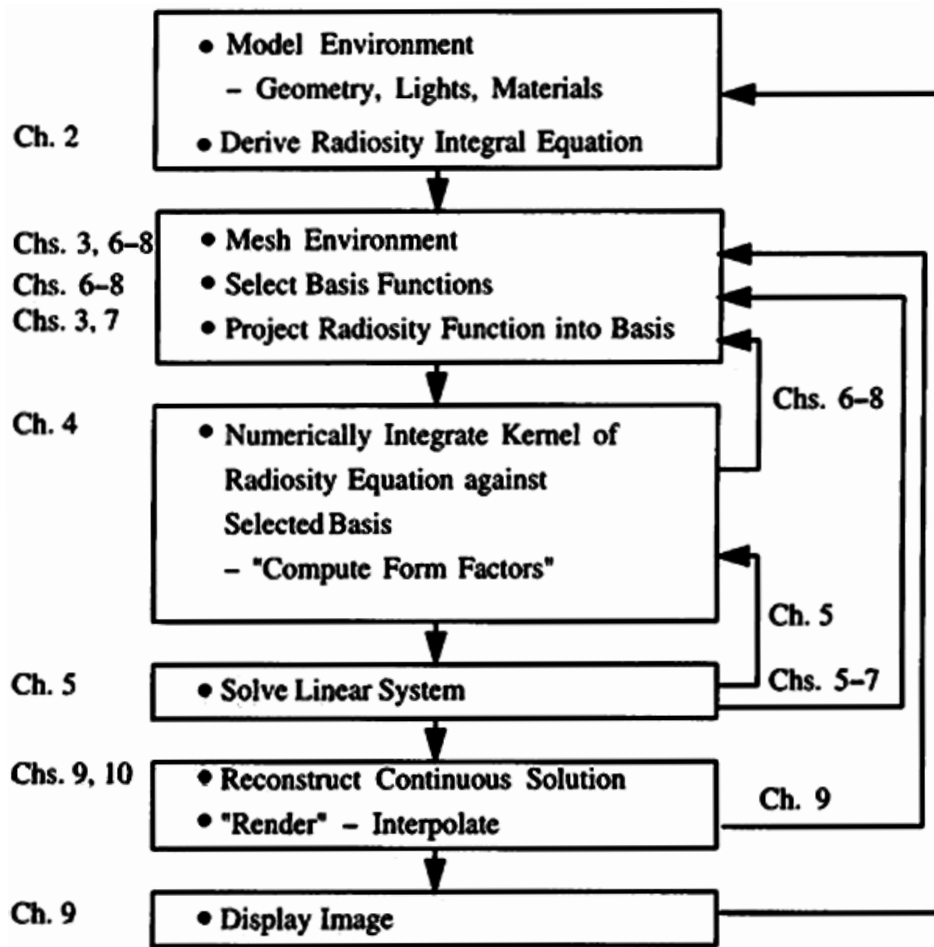 • Model Environment
– Geometry, Lights, Materials
Ch. 2
• Derive Radiosity Integral Equation
Chs. 3, 6–8
• Mesh Environment
Chs. 6–8
• Select Basis Functions
Chs. 3, 7
• Project Radiosity Function into Basis
Chs. 6–8
Ch. 4
• Numerically Integrate Kernel of
Radiosity Equation against
Selected Basis
– "Compute Form Factors"
Ch. 5
Ch. 5
• Solve Linear System
Chs. 5–7
Chs. 9, 10
• Reconstruct Continuous Solution
• "Render" – Interpolate
Ch. 9
Ch. 9
• Display Image